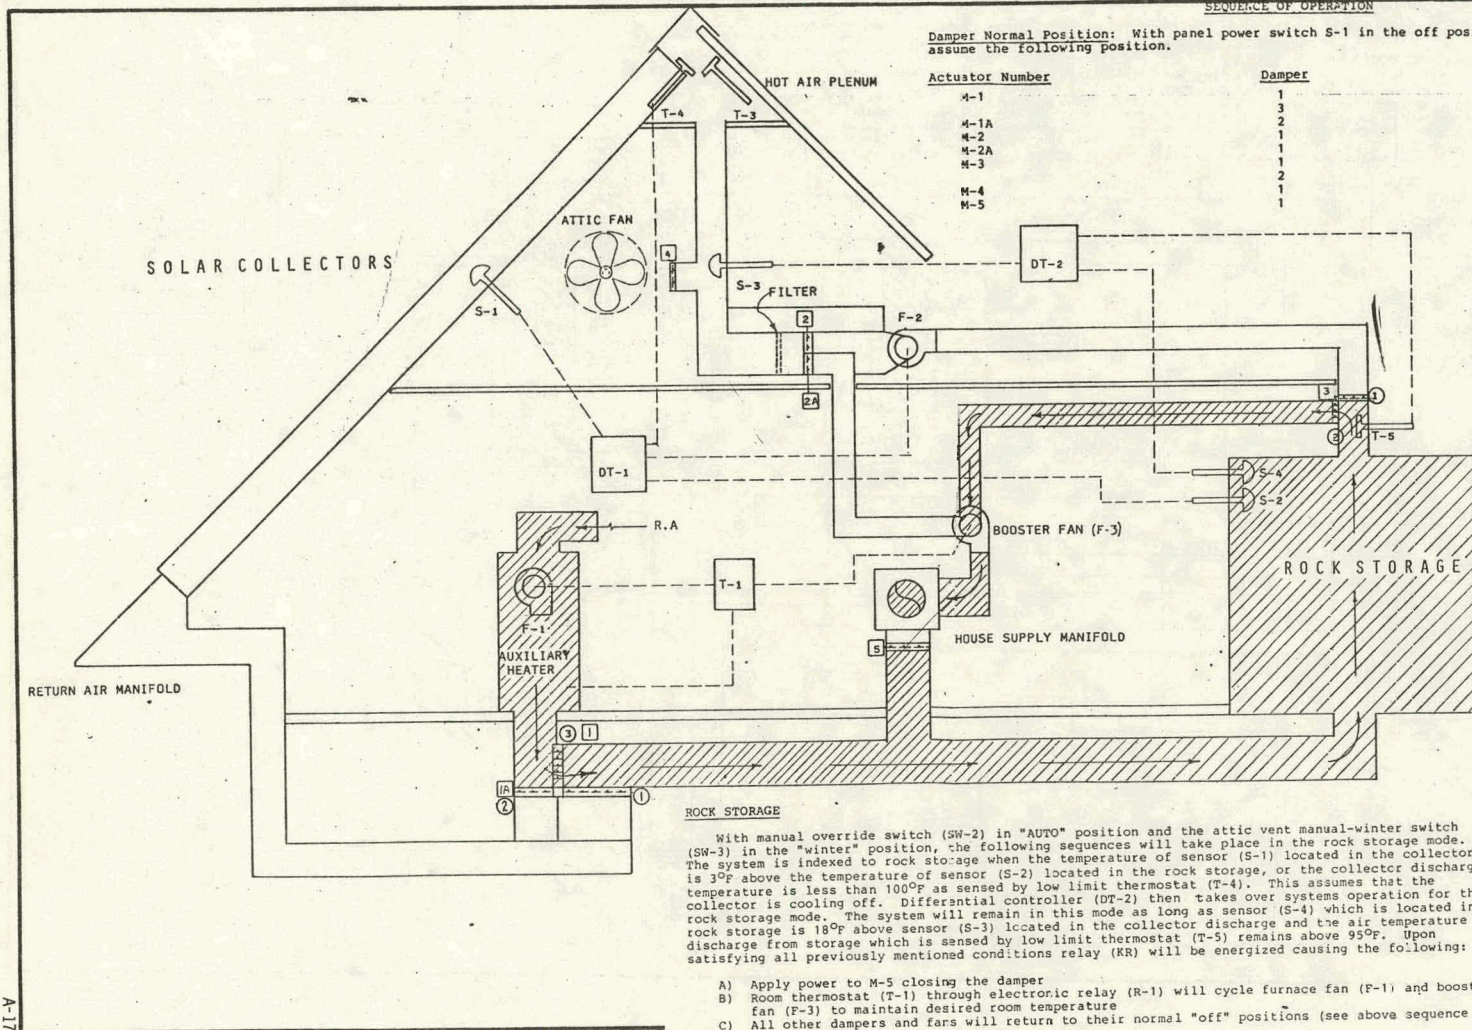 SEQUENCE OF OPERATION
Damper Normal Position: With panel power switch S-1 in the off pos
assume the following position.
Actuator Number Damper
M-1 1
3
M-1A 2
M-2 1
M-2A 1
M-3 1
2
M-4 1
M-5 1
HOT AIR PLENUM
T-4 T-3
ATTIC FAN
SOLAR COLLECTORS
4
S-3
S-1
FILTER
2
F-2
DT-2
2A
3
1
2
T-5
DT-1
S-4
S-2
R.A
BOOSTER FAN (F-3)
ROCK STORAGE
T-1
F-1
AUXILIARY
HEATER
HOUSE SUPPLY MANIFOLD
5
RETURN AIR MANIFOLD
3 1
1A
2
1
ROCK STORAGE
With manual override switch (SW-2) in "AUTO" position and the attic vent manual-winter switch
(SW-3) in the "winter" position, the following sequences will take place in the rock storage mode.
The system is indexed to rock storage when the temperature of sensor (S-1) located in the collector
is 3°F above the temperature of sensor (S-2) located in the rock storage, or the collector discharg
temperature is less than 100°F as sensed by low limit thermostat (T-4). This assumes that the
collector is cooling off. Differential controller (DT-2) then takes over systems operation for th
rock storage mode. The system will remain in this mode as long as sensor (S-4) which is located in
rock storage is 18°F above sensor (S-3) located in the collector discharge and the air temperature
discharge from storage which is sensed by low limit thermostat (T-5) remains above 95°F. Upon
satisfying all previously mentioned conditions relay (KR) will be energized causing the following:
A) Apply power to M-5 closing the damper
B) Room thermostat (T-1) through electronic relay (R-1) will cycle furnace fan (F-1) and boost
fan (F-3) to maintain desired room temperature
C) All other dampers and fans will return to their normal "off" positions (see above sequence
A-17